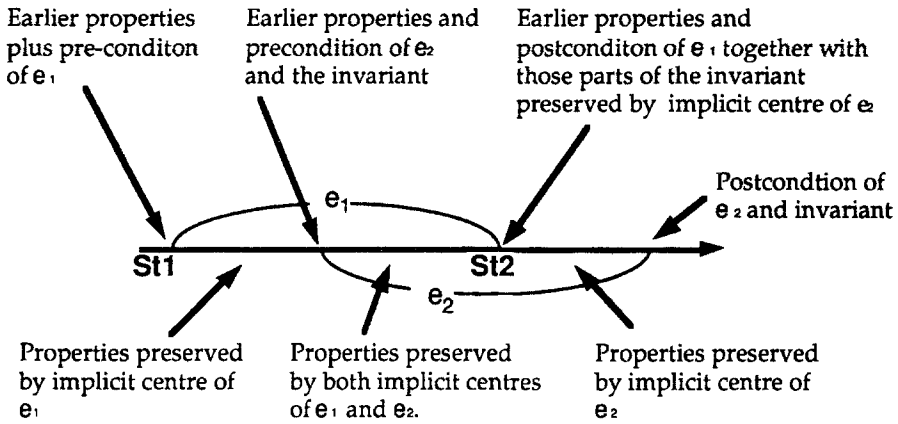 Earlier properties
plus pre-conditon
of e₁
Earlier properties and
precondition of e₂
and the invariant
Earlier properties and
postconditon of e₁ together with
those parts of the invariant
preserved by implicit centre of e₂
Postcondtion of
e₂ and invariant
e₁
St1
St2
e₂
Properties preserved
by implicit centre of
e₁
Properties preserved
by both implicit centres
of e₁ and e₂.
Properties preserved
by implicit centre of
e₂